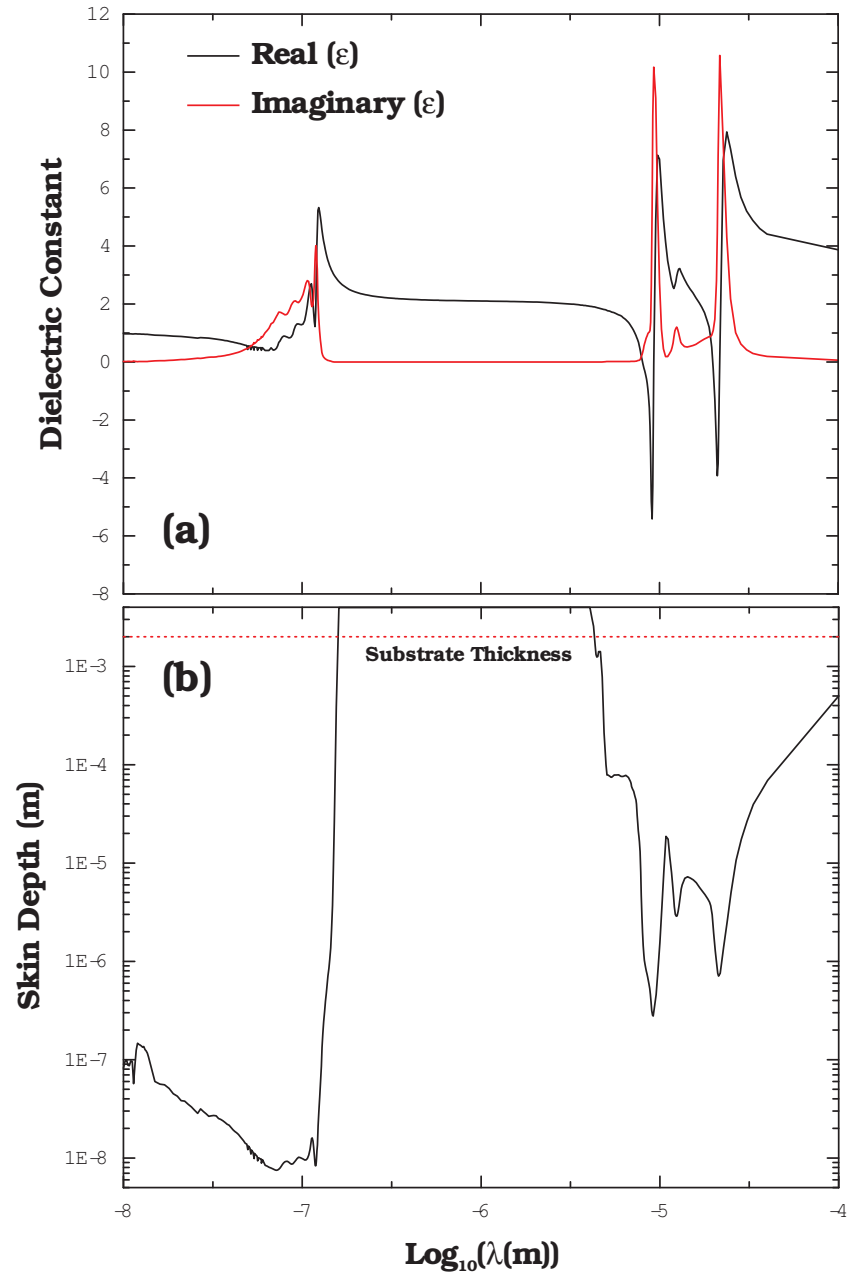 12
10
8
6
4
2
0
−2
−4
−6
−8
Dielectric Constant
Real (ε)
Imaginary (ε)
(a)
1E−3
1E−4
1E−5
1E−6
1E−7
1E−8
Skin Depth (m)
Substrate Thickness
(b)
−8 −7 −6 −5 −4
Log₁₀(λ(m))